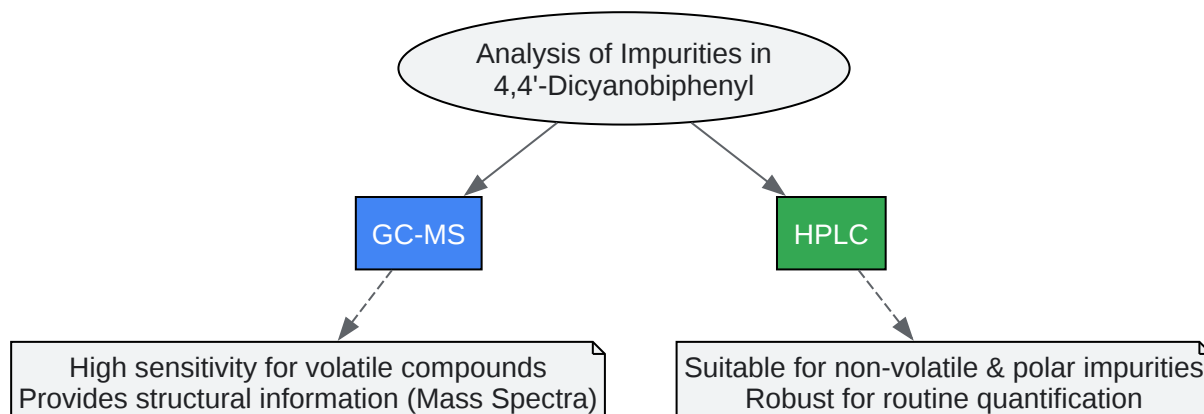 Analysis of Impurities in
4,4'-Dicyanobiphenyl
GC-MS
HPLC
High sensitivity for volatile compounds
Provides structural information (Mass Spectra)
Suitable for non-volatile & polar impurities
Robust for routine quantification